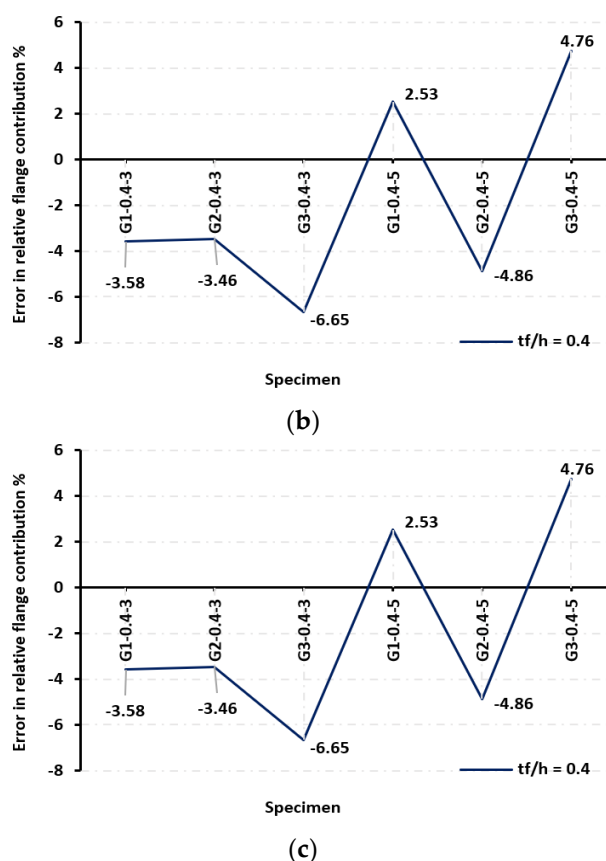 Error in relative flange contribution %
6
4
2
0
-2
-4
-6
-8
4.76
2.53
G1-0.4-3
G2-0.4-3
G3-0.4-3
G1-0.4-5
G2-0.4-5
G3-0.4-5
-3.58
-3.46
-4.86
-6.65
tf/h = 0.4
Specimen
(b)
Error in relative flange contribution %
6
4
2
0
-2
-4
-6
-8
4.76
2.53
G1-0.4-3
G2-0.4-3
G3-0.4-3
G1-0.4-5
G2-0.4-5
G3-0.4-5
-3.58
-3.46
-4.86
-6.65
tf/h = 0.4
Specimen
(c)